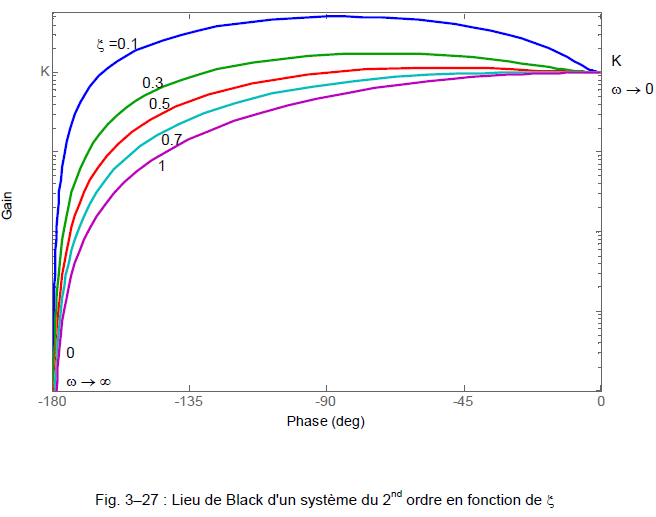 ξ =0.1
K
0.3
0.5
0.7
1
K
ω → 0
Gain
0
ω → ∞
-180 -135 -90 -45 0
Phase (deg)
Fig. 3–27 : Lieu de Black d'un système du 2nd ordre en fonction de ξ